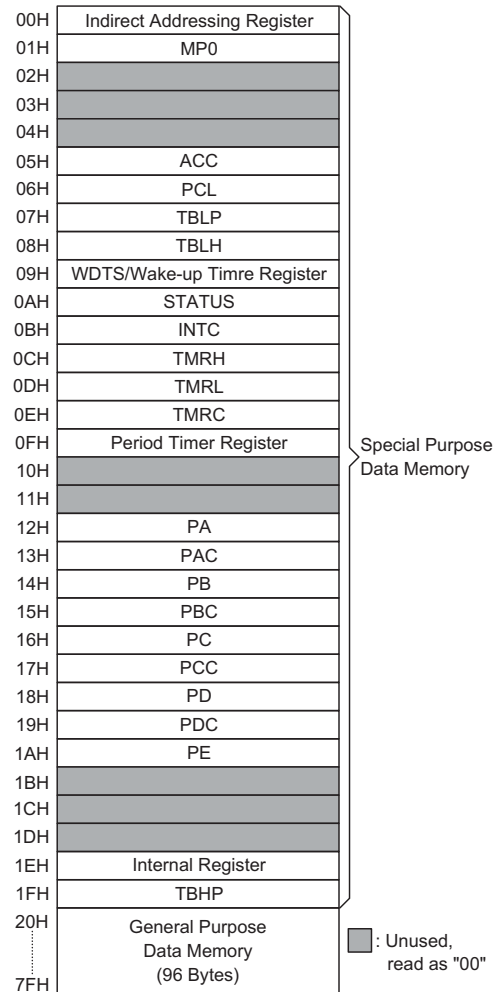 00H Indirect Addressing Register
01H MP0
02H
03H
04H
05H ACC
06H PCL
07H TBLP
08H TBLH
09H WDTS/Wake-up Timre Register
0AH STATUS
0BH INTC
0CH TMRH
0DH TMRL
0EH TMRC
0FH Period Timer Register
Special Purpose
Data Memory
10H
11H
12H PA
13H PAC
14H PB
15H PBC
16H PC
17H PCC
18H PD
19H PDC
1AH PE
1BH
1CH
1DH
1EH Internal Register
1FH TBHP
20H General Purpose
Data Memory
(96 Bytes)
7FH
: Unused,
read as "00"